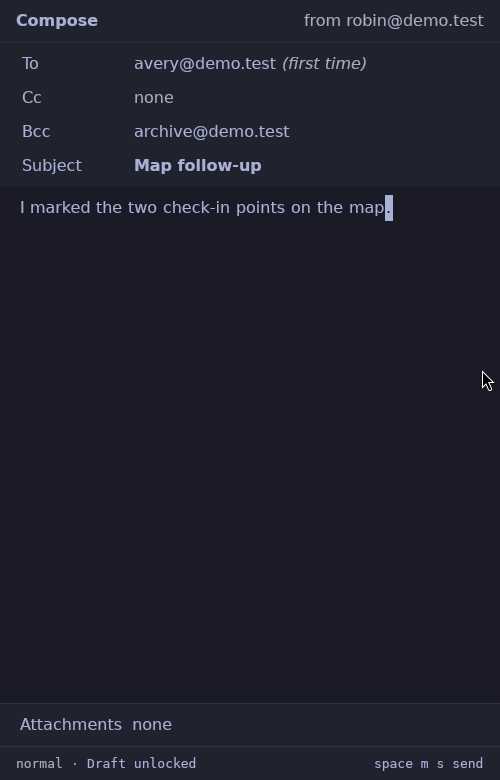 Compose from robin@demo.test
To avery@demo.test (first time)
Cc none
Bcc archive@demo.test
Subject Map follow-up
I marked the two check-in points on the map.
Attachments none
normal · Draft unlocked space m s send